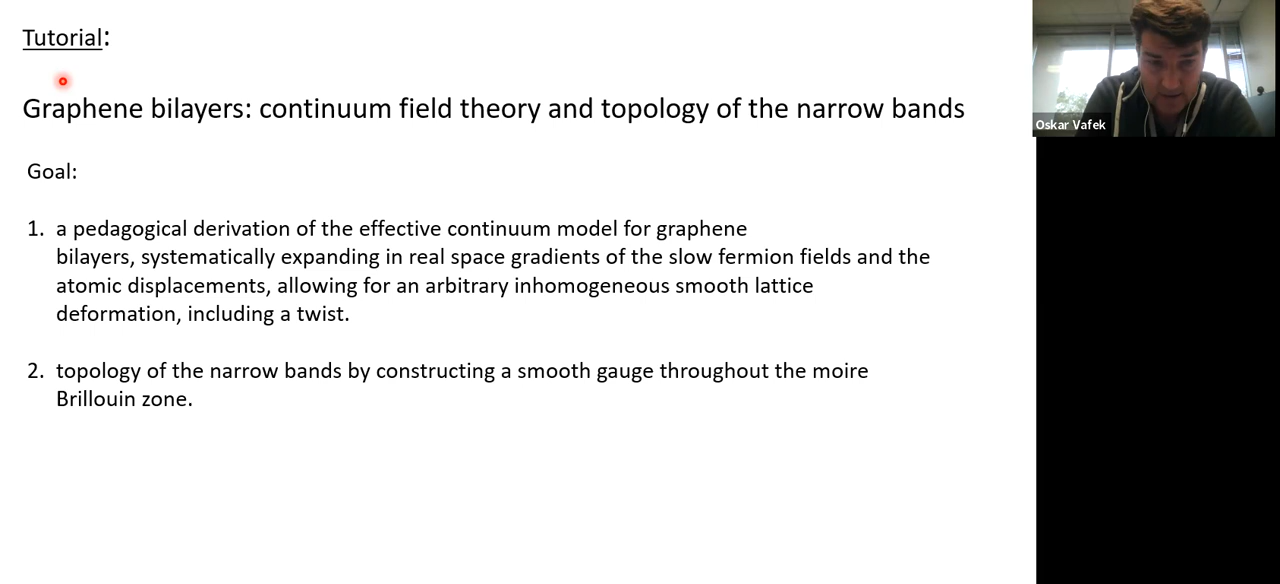 Tutorial:
Graphene bilayers: continuum field theory and topology of the narrow bands
Oskar Vafek
Goal:
1. a pedagogical derivation of the effective continuum model for graphene
bilayers, systematically expanding in real space gradients of the slow fermion fields and the
atomic displacements, allowing for an arbitrary inhomogeneous smooth lattice
deformation, including a twist.
2. topology of the narrow bands by constructing a smooth gauge throughout the moire
Brillouin zone.